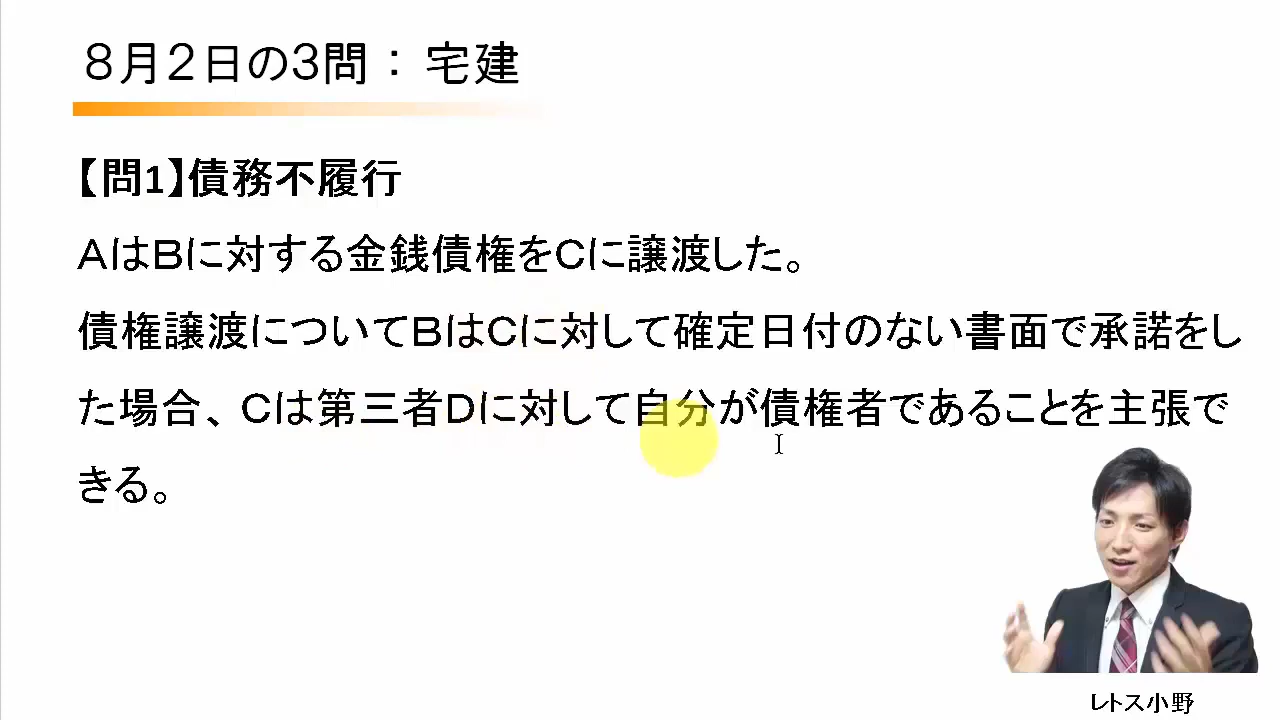 ８月２日の３問：宅建
【問1】債務不履行
ＡはＢに対する金銭債権をＣに譲渡した。
債権譲渡についてＢはＣに対して確定日付のない書面で承諾をし
た場合、Ｃは第三者Ｄに対して自分が債権者であることを主張で
きる。
レトス小野